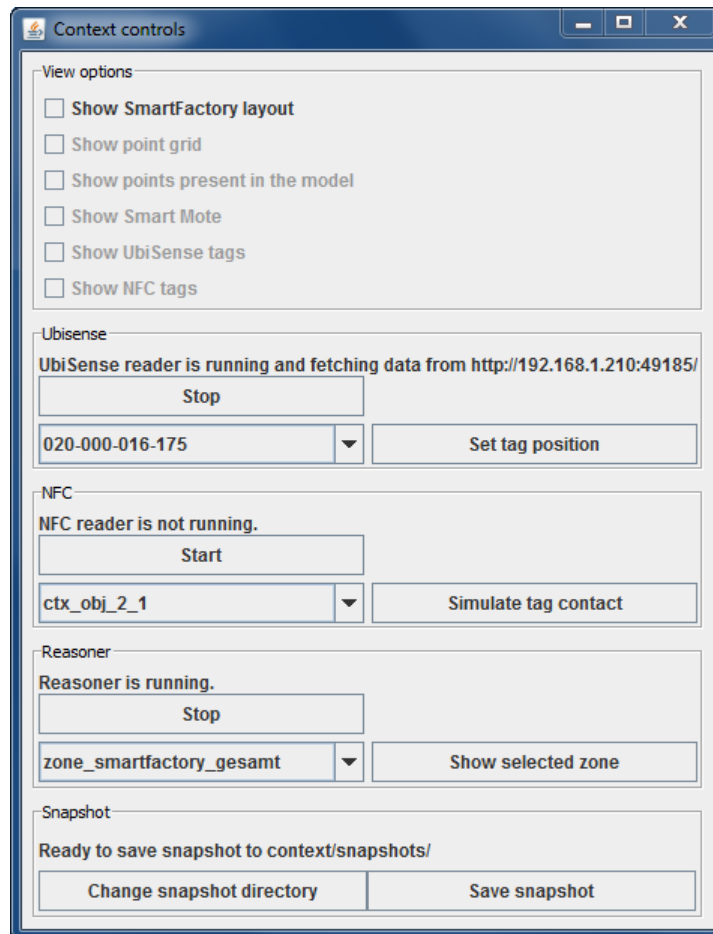 Context controls
View options
Show SmartFactory layout
Show point grid
Show points present in the model
Show Smart Mote
Show UbiSense tags
Show NFC tags
Ubisense
UbiSense reader is running and fetching data from http://192.168.1.210:49185/
Stop
020-000-016-175 Set tag position
NFC
NFC reader is not running.
Start
ctx_obj_2_1 Simulate tag contact
Reasoner
Reasoner is running.
Stop
zone_smartfactory_gesamt Show selected zone
Snapshot
Ready to save snapshot to context/snapshots/
Change snapshot directory Save snapshot